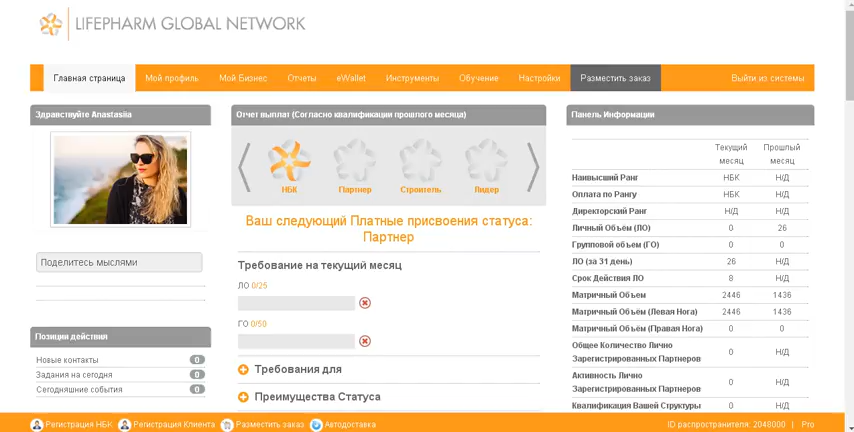 LIFEPHARM GLOBAL NETWORK
Главная страница Мой профиль Мой Бизнес Отчеты eWallet Инструменты Обучение Настройки Разместить заказ Выйти из системы
Здравствуйте Anastasiia
Поделитесь мыслями
Позиции действия
Новые контакты 0
Задания на сегодня 0
Сегодняшние события 0
Отчет выплат (Согласно квалификации прошлого месяца)
НБК Партнер Строитель Лидер
Ваш следующий Платные присвоения статуса:
Партнер
Требование на текущий месяц
ЛО 0/25
ГО 0/50
Требования для
Преимущества Статуса
Панель Информации
Текущий месяц Прошлый месяц
Наивысший Ранг НБК Н/Д
Оплата по Рангу НБК Н/Д
Директорский Ранг Н/Д Н/Д
Личный Объем (ЛО) 0 26
Групповой объем (ГО) 0 0
ЛО (за 31 день) 26 Н/Д
Срок Действия ЛО 8 Н/Д
Матричный Объем 2446 1436
Матричный Объём (Левая Нога) 2446 1436
Матричный Объём (Правая Нога) 0 0
Общее Количество Лично
Зарегистрированных Партнеров 0 Н/Д
Активность Лично
Зарегистрированных Партнеров 0 Н/Д
Квалификация Вашей Структуры 0 Н/Д
Регистрация НБК Регистрация Клиента Разместить заказ Автодоставка ID распространителя: 2048000 | Pro